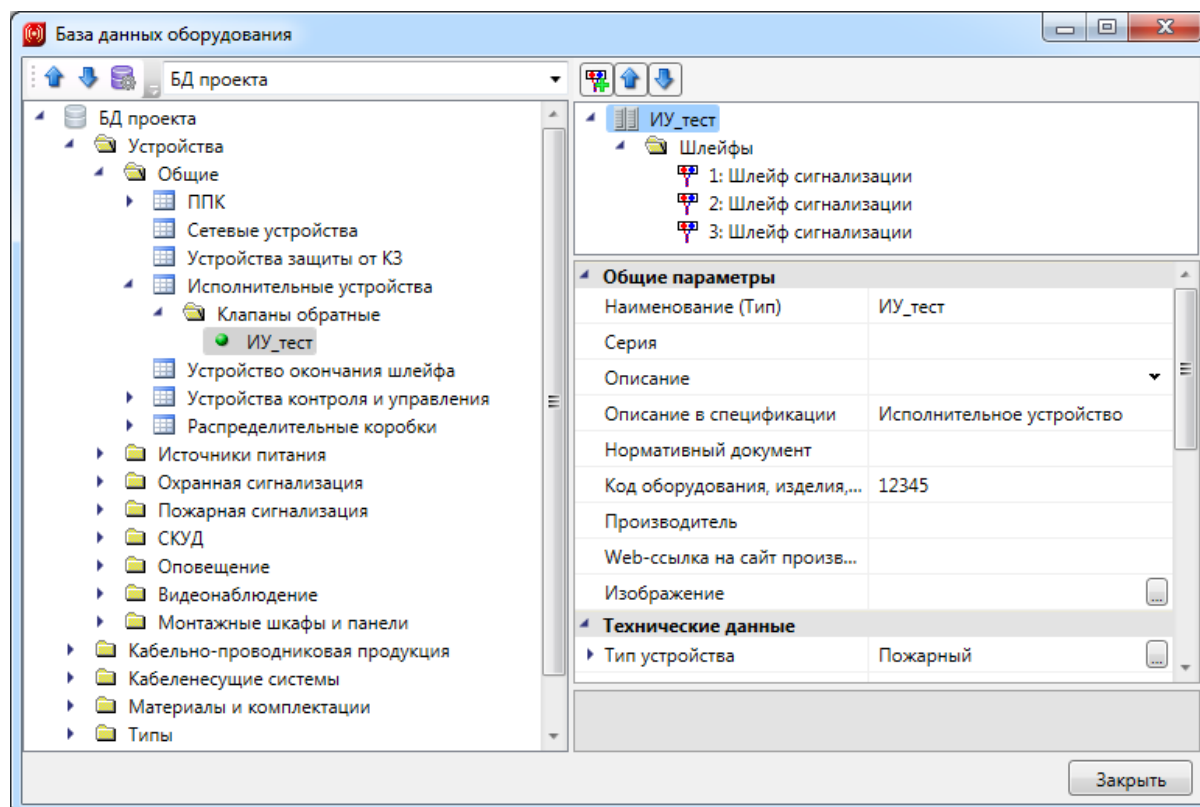 База данных оборудования
БД проекта
БД проекта
Устройства
Общие
ППК
Сетевые устройства
Устройства защиты от КЗ
Исполнительные устройства
Клапаны обратные
ИУ_тест
Устройство окончания шлейфа
Устройства контроля и управления
Распределительные коробки
Источники питания
Охранная сигнализация
Пожарная сигнализация
СКУД
Оповещение
Видеонаблюдение
Монтажные шкафы и панели
Кабельно-проводниковая продукция
Кабеленесущие системы
Материалы и комплектации
Типы
ИУ_тест
Шлейфы
1: Шлейф сигнализации
2: Шлейф сигнализации
3: Шлейф сигнализации
Общие параметры
Наименование (Тип) ИУ_тест
Серия
Описание
Описание в спецификации Исполнительное устройство
Нормативный документ
Код оборудования, изделия,... 12345
Производитель
Web-ссылка на сайт произв...
Изображение ...
Технические данные
Тип устройства Пожарный ...
Закрыть